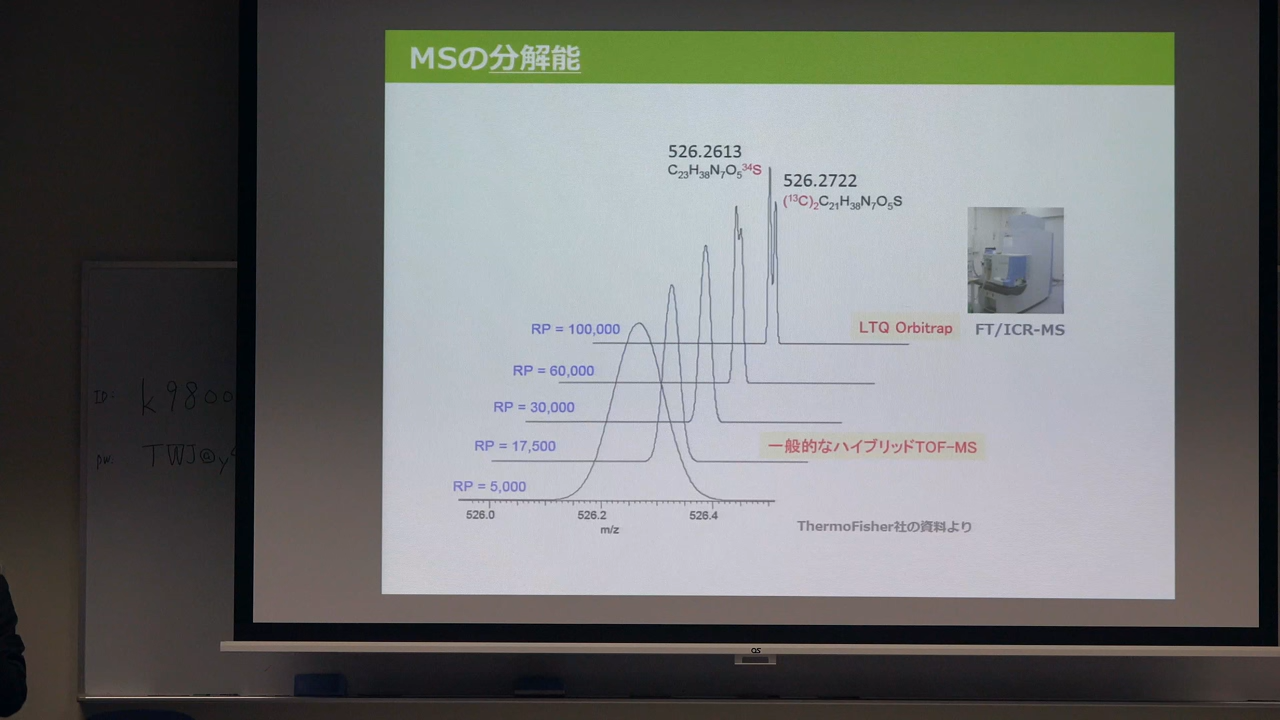 MSの分解能
526.2613
C23H38N7O5 34S
526.2722
(13C)2C21H38N7O5S
RP = 100,000
LTQ Orbitrap
FT/ICR-MS
RP = 60,000
RP = 30,000
RP = 17,500
一般的なハイブリッドTOF-MS
RP = 5,000
526.0
526.2
526.4
m/z
ThermoFisher社の資料より
ID:
k9800
pw.
TWJ@y
OS